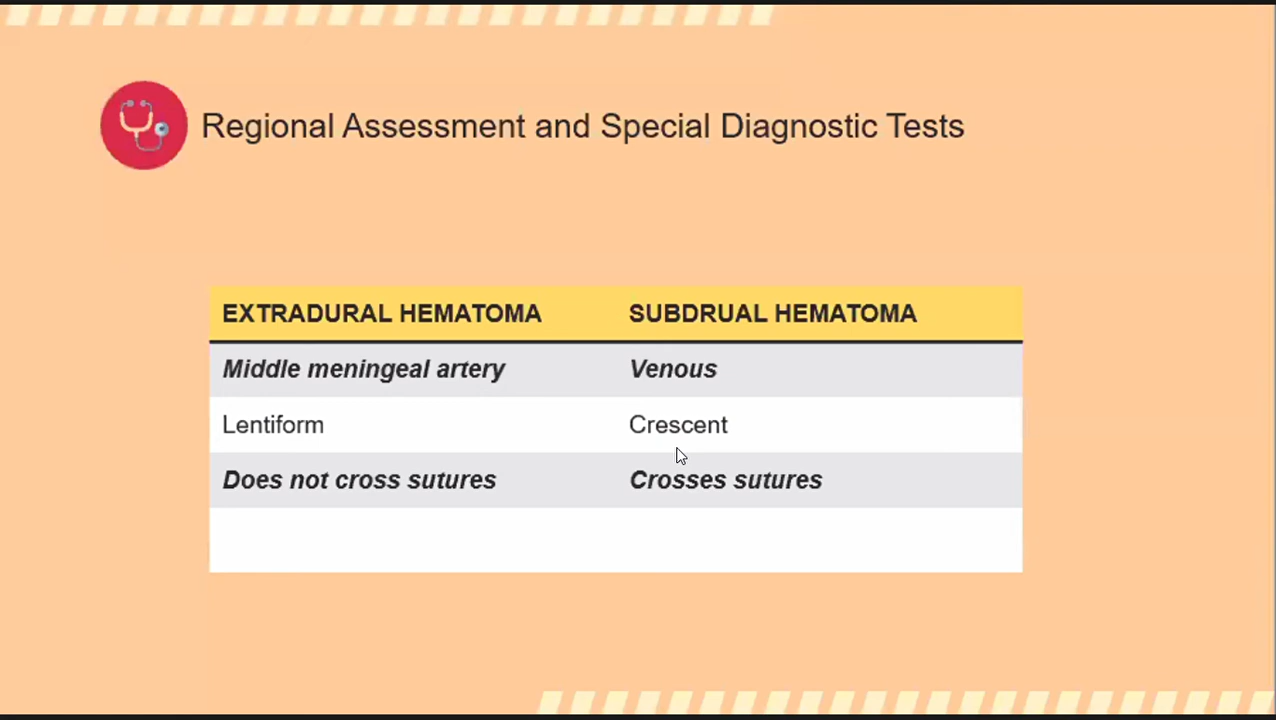 Regional Assessment and Special Diagnostic Tests
EXTRADURAL HEMATOMA SUBDRUAL HEMATOMA
Middle meningeal artery Venous
Lentiform Crescent
Does not cross sutures Crosses sutures